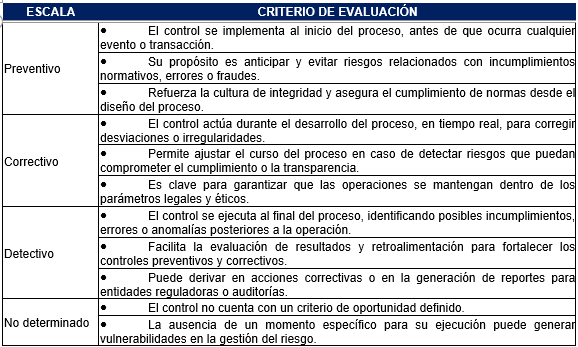 ESCALA CRITERIO DE EVALUACIÓN
Preventivo
● El control se implementa al inicio del proceso, antes de que ocurra cualquier
evento o transacción.
● Su propósito es anticipar y evitar riesgos relacionados con incumplimientos
normativos, errores o fraudes.
● Refuerza la cultura de integridad y asegura el cumplimiento de normas desde el
diseño del proceso.
Correctivo
● El control actúa durante el desarrollo del proceso, en tiempo real, para corregir
desviaciones o irregularidades.
● Permite ajustar el curso del proceso en caso de detectar riesgos que puedan
comprometer el cumplimiento o la transparencia.
● Es clave para garantizar que las operaciones se mantengan dentro de los
parámetros legales y éticos.
Detectivo
● El control se ejecuta al final del proceso, identificando posibles incumplimientos,
errores o anomalías posteriores a la operación.
● Facilita la evaluación de resultados y retroalimentación para fortalecer los
controles preventivos y correctivos.
● Puede derivar en acciones correctivas o en la generación de reportes para
entidades reguladoras o auditorías.
No determinado
● El control no cuenta con un criterio de oportunidad definido.
● La ausencia de un momento específico para su ejecución puede generar
vulnerabilidades en la gestión del riesgo.